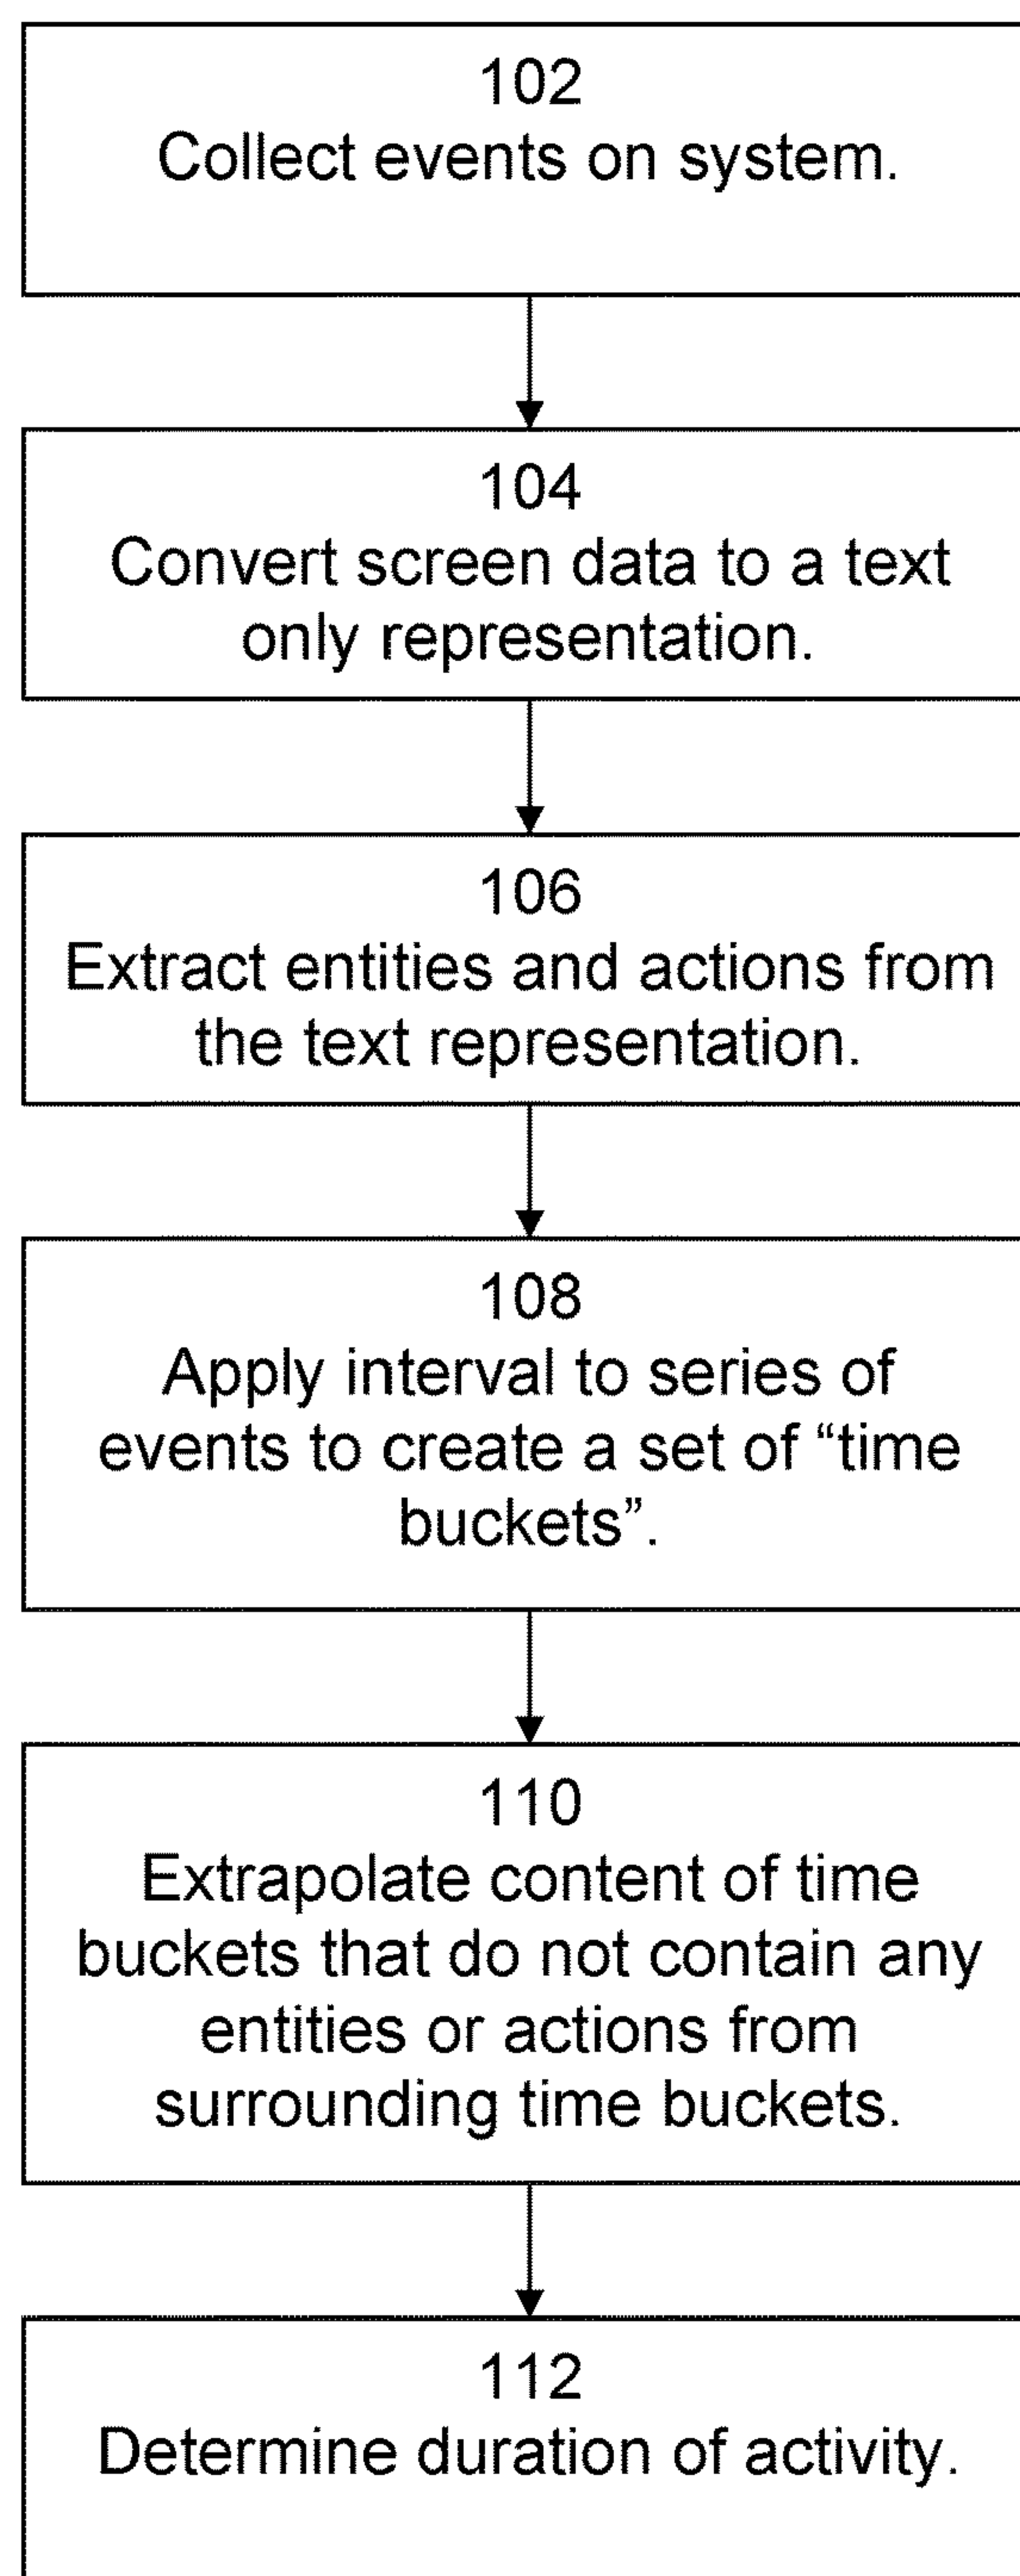 102
Collect events on system.
104
Convert screen data to a text
only representation.
106
Extract entities and actions from
the text representation.
108
Apply interval to series of
events to create a set of “time
buckets”.
110
Extrapolate content of time
buckets that do not contain any
entities or actions from
surrounding time buckets.
112
Determine duration of activity.